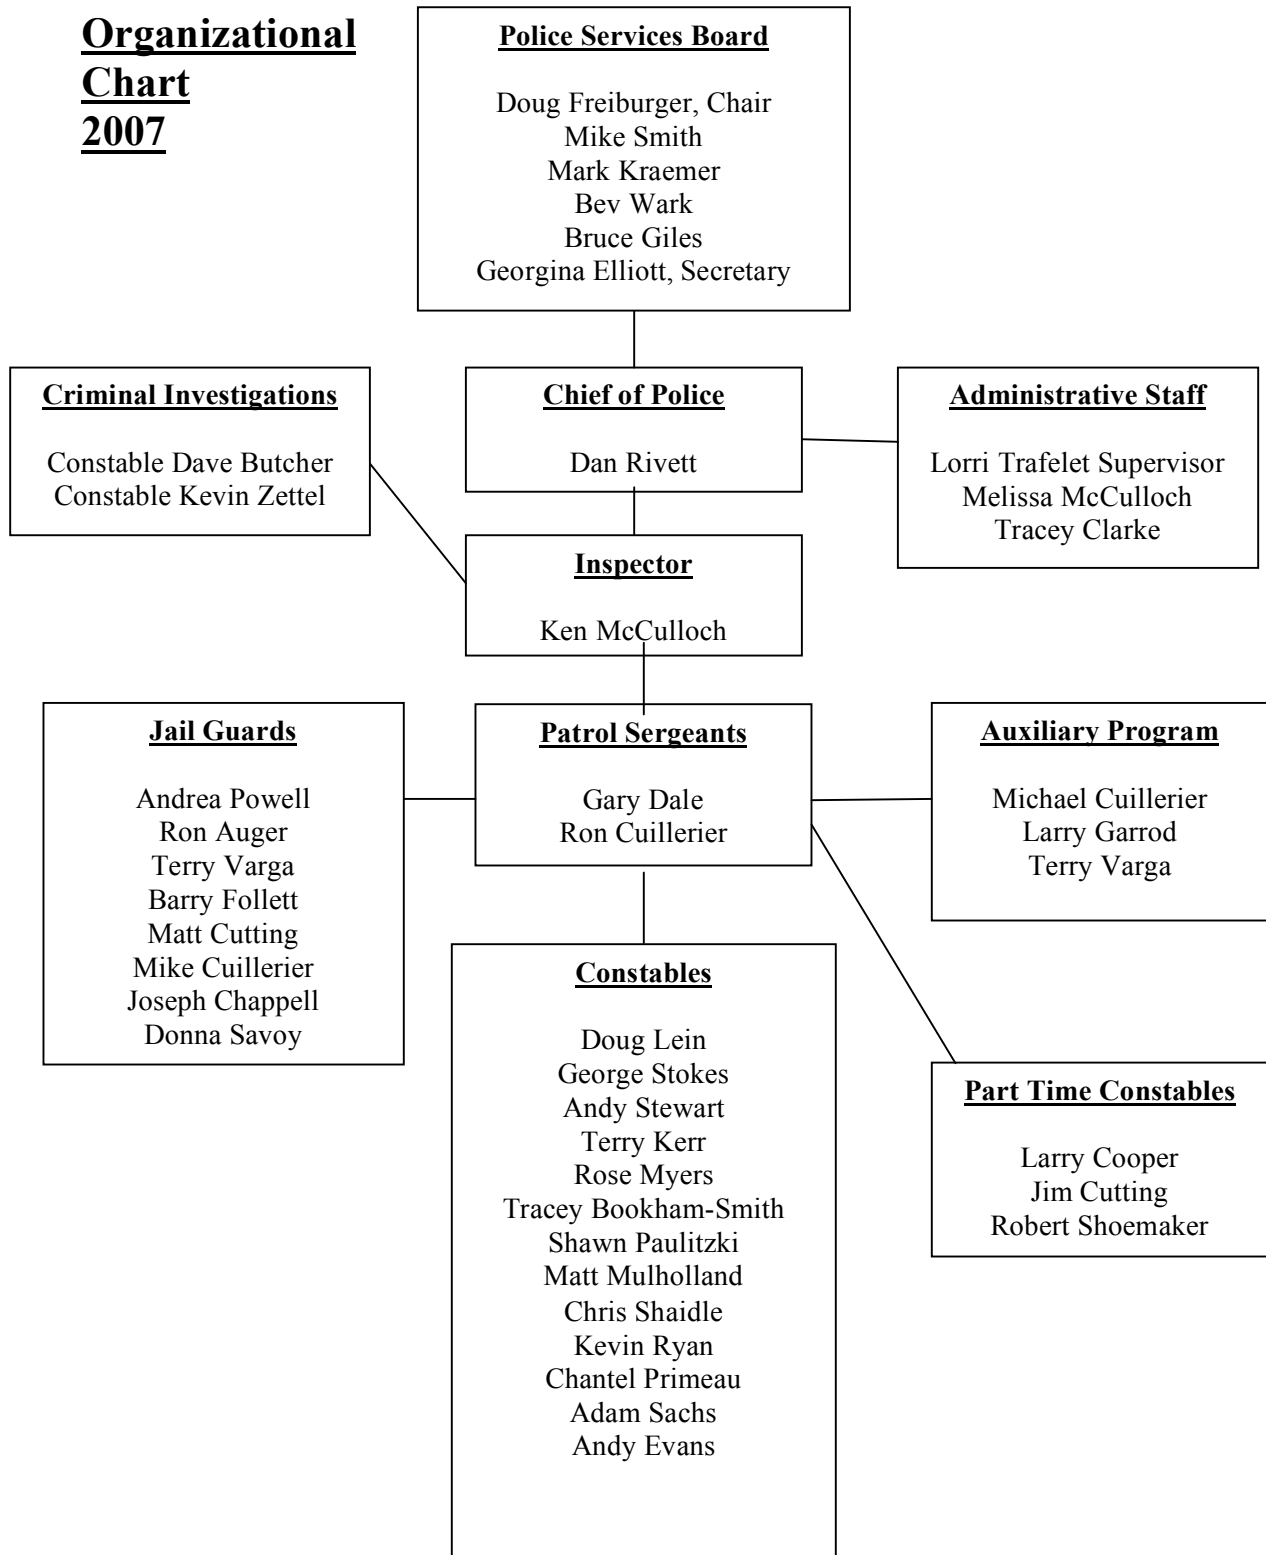 Organizational
Chart
2007
Police Services Board
Doug Freiburger, Chair
Mike Smith
Mark Kraemer
Bev Wark
Bruce Giles
Georgina Elliott, Secretary
Criminal Investigations
Constable Dave Butcher
Constable Kevin Zettel
Chief of Police
Dan Rivett
Administrative Staff
Lorri Trafelet Supervisor
Melissa McCulloch
Tracey Clarke
Inspector
Ken McCulloch
Jail Guards
Andrea Powell
Ron Auger
Terry Varga
Barry Follett
Matt Cutting
Mike Cuillerier
Joseph Chappell
Donna Savoy
Patrol Sergeants
Gary Dale
Ron Cuillerier
Auxiliary Program
Michael Cuillerier
Larry Garrod
Terry Varga
Constables
Doug Lein
George Stokes
Andy Stewart
Terry Kerr
Rose Myers
Tracey Bookham-Smith
Shawn Paulitzki
Matt Mulholland
Chris Shaidle
Kevin Ryan
Chantel Primeau
Adam Sachs
Andy Evans
Part Time Constables
Larry Cooper
Jim Cutting
Robert Shoemaker